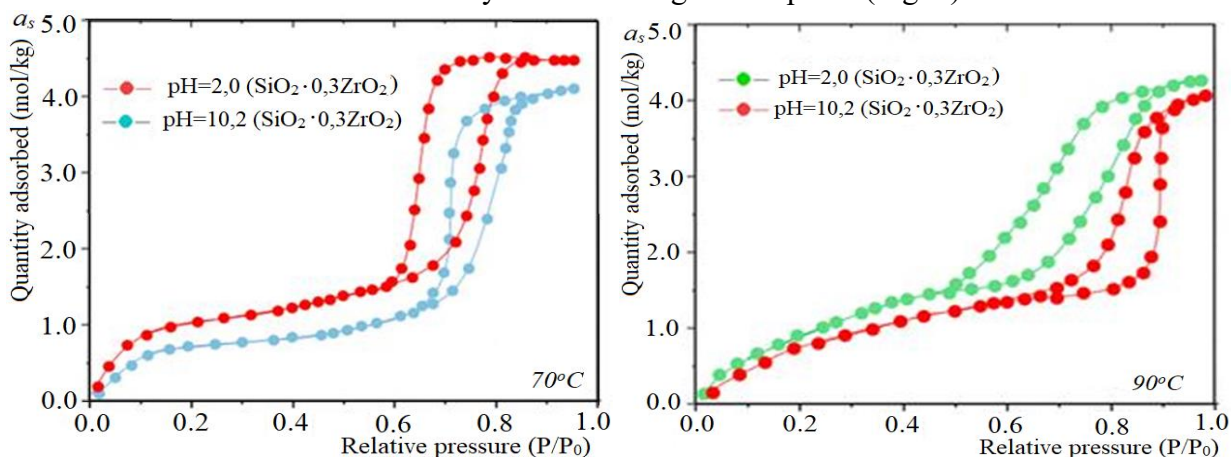 aₛ
5.0
4.0
3.0
2.0
1.0
0.0
Quantity adsorbed (mol/kg)
pH=2,0 (SiO₂·0,3ZrO₂)
pH=10,2 (SiO₂·0,3ZrO₂)
70°C
0.0 0.2 0.4 0.6 0.8 1.0
Relative pressure (P/P₀)
aₛ
5.0
4.0
3.0
2.0
1.0
0.0
Quantity adsorbed (mol/kg)
pH=2,0 (SiO₂·0,3ZrO₂)
pH=10,2 (SiO₂·0,3ZrO₂)
90°C
0.0 0.2 0.4 0.6 0.8 1.0
Relative pressure (P/P₀)